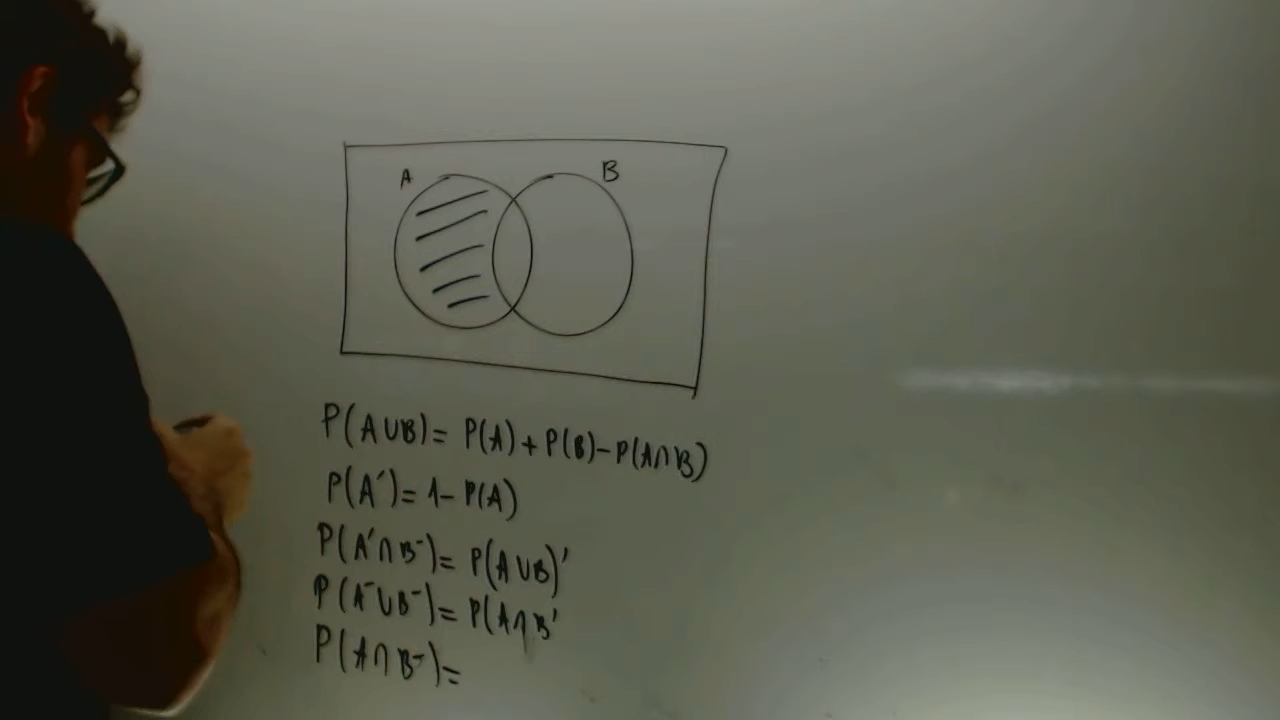 A B
P(A∪B)= P(A)+P(B)-P(A∩B)
P(A')= 1- P(A)
P(A'∩B-)= P(A∪B)'
P(A-∪B-)= P(A∩B'
P(A∩B-)=